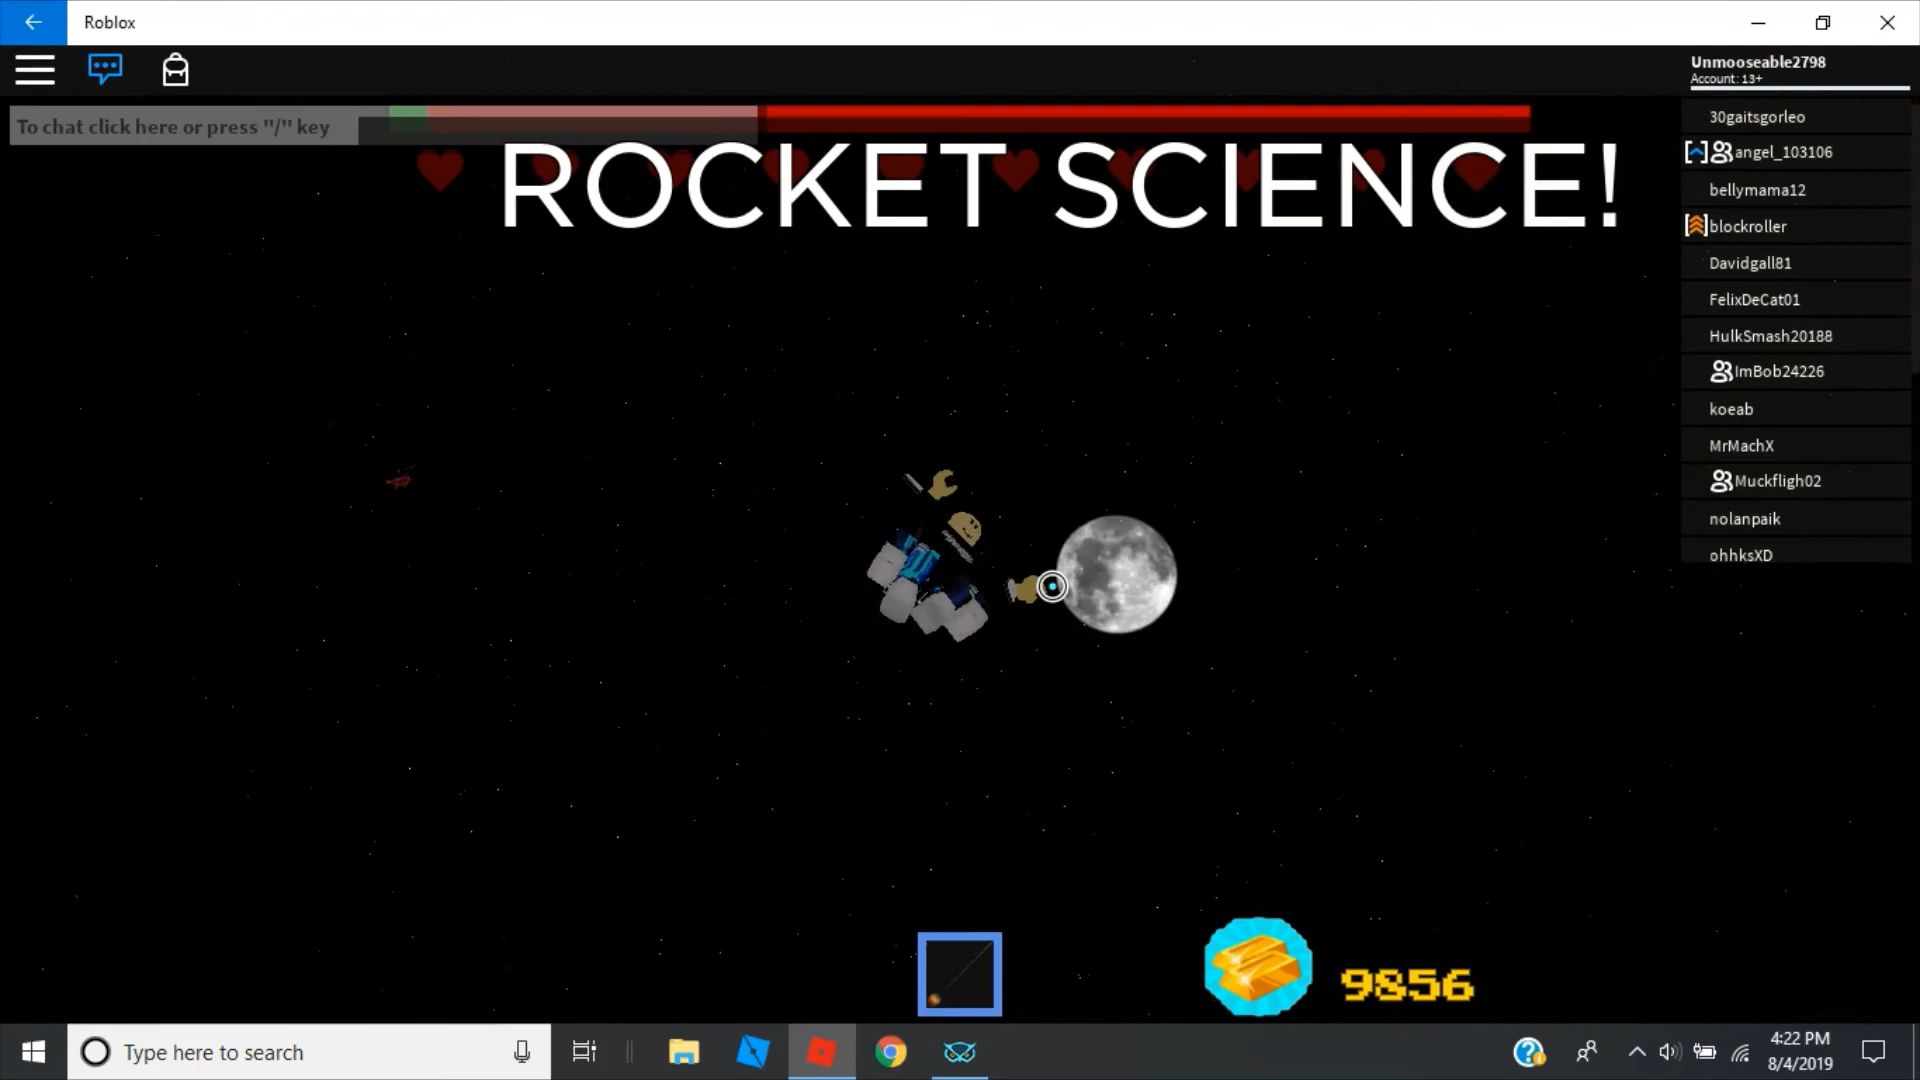 Roblox
Unmooseable2798
Account: 13+
To chat click here or press "/" key
ROCKET SCIENCE!
30gaitsgorleo
angel_103106
bellymama12
blockroller
Davidgall81
FelixDeCat01
HulkSmash20188
ImBob24226
koeab
MrMachX
Muckfligh02
nolanpaik
ohhksXD
9856
Type here to search
4:22 PM
8/4/2019